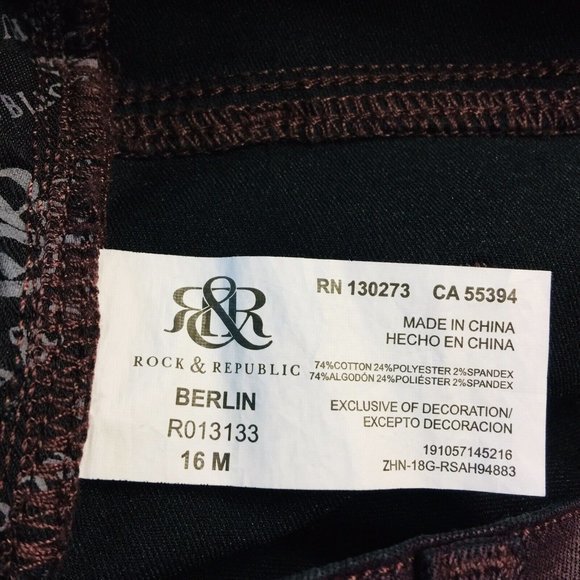 R&R
ROCK & REPUBLIC
BERLIN
R013133
16 M
RN 130273 CA 55394
MADE IN CHINA
HECHO EN CHINA
74%COTTON 24%POLYESTER 2%SPANDEX
74%ALGODÓN 24%POLIÉSTER 2%SPANDEX
EXCLUSIVE OF DECORATION/
EXCEPTO DECORACION
191057145216
ZHN-18G-RSAH94883